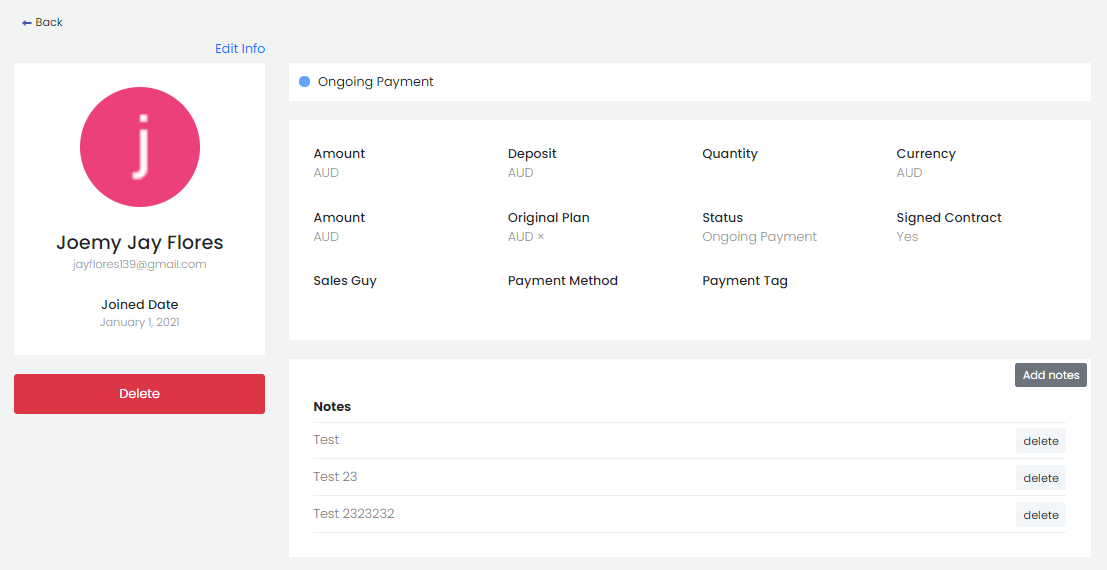 ← Back
Edit Info
j
Joemy Jay Flores
jayflores139@gmail.com
Joined Date
January 1, 2021
Delete
Ongoing Payment
Amount Deposit Quantity Currency
AUD AUD AUD
Amount Original Plan Status Signed Contract
AUD AUD × Ongoing Payment Yes
Sales Guy Payment Method Payment Tag
Add notes
Notes
Test delete
Test 23 delete
Test 2323232 delete